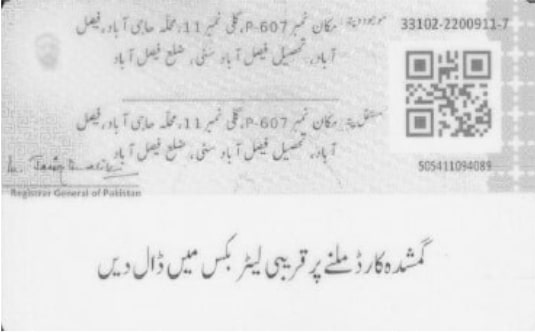 33102-2200911-7
موجودہ پتہ: مکان نمبر P-607، گلی نمبر 11، محلہ حاجی آباد، فیصل
آباد، تحصیل فیصل آباد سٹی، ضلع فیصل آباد
مستقل پتہ: مکان نمبر P-607، گلی نمبر 11، محلہ حاجی آباد، فیصل
آباد، تحصیل فیصل آباد سٹی، ضلع فیصل آباد
505411094089
Registrar General of Pakistan
گمشدہ کارڈ ملنے پر قریبی لیٹر بکس میں ڈال دیں